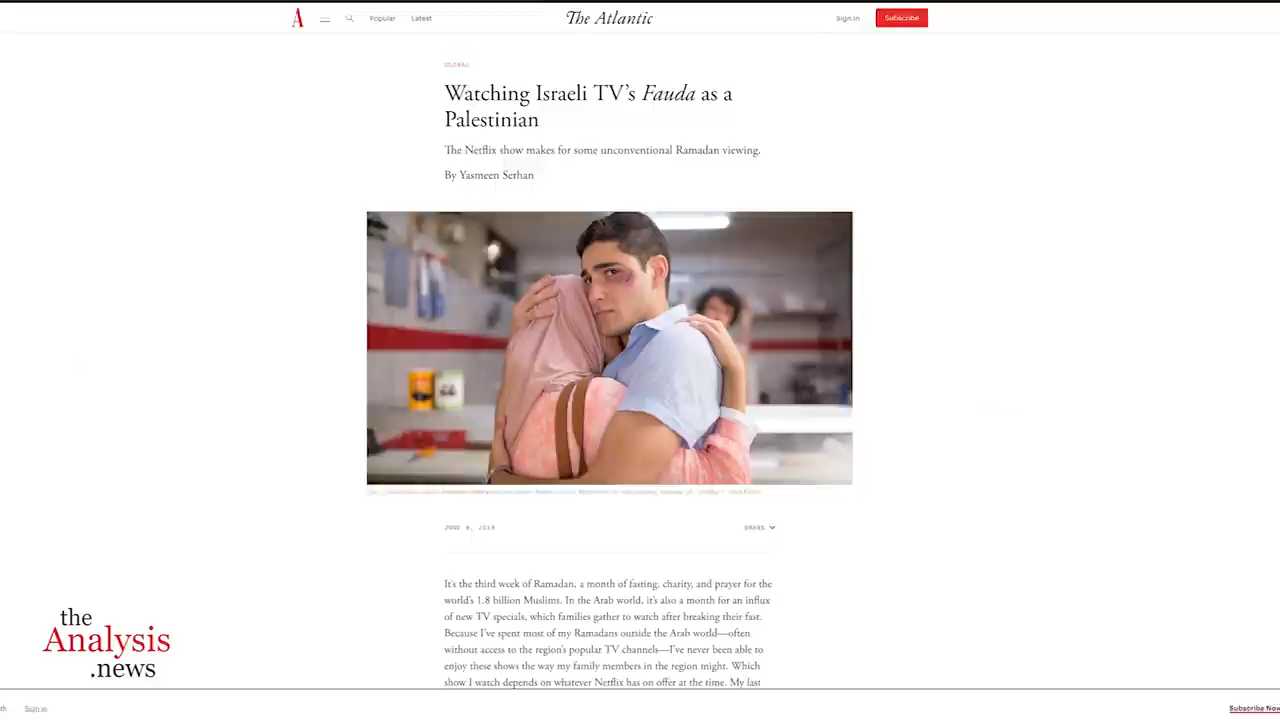 A
Popular
Latest
The Atlantic
Sign in
Subscribe
GLOBAL
Watching Israeli TV's Fauda as a
Palestinian
The Netflix show makes for some unconventional Ramadan viewing.
By Yasmeen Serhan
SHARE
It's the third week of Ramadan, a month of fasting, charity, and prayer for the
world's 1.8 billion Muslims. In the Arab world, it's also a month for an influx
of new TV specials, which families gather to watch after breaking their fast.
Because I've spent most of my Ramadans outside the Arab world—often
without access to the region's popular TV channels—I've never been able to
enjoy these shows the way my family members in the region might. Which
show I watch depends on whatever Netflix has on offer at the time. My last
the
Analysis
.news
Sign in
Subscribe Now